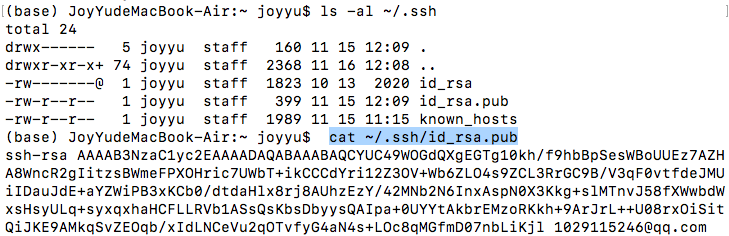 (base) JoyYudeMacBook-Air:~ joyyu$ ls -al ~/.ssh
total 24
drwx------   5 joyyu  staff   160 11 15 12:09 .
drwxr-xr-x+ 74 joyyu  staff  2368 11 16 12:08 ..
-rw-------@  1 joyyu  staff  1823 10 13  2020 id_rsa
-rw-r--r--   1 joyyu  staff   399 11 15 12:09 id_rsa.pub
-rw-r--r--   1 joyyu  staff  1989 11 15 11:15 known_hosts
(base) JoyYudeMacBook-Air:~ joyyu$  cat ~/.ssh/id_rsa.pub
ssh-rsa AAAAB3NzaC1yc2EAAAADAQABAAABAQCYUC49WOGdQXgEGTg10kh/f9hbBpSesWBoUUEz7AZH
A8WncR2gIitzsBWmeFPXOHric7UWbT+ikCCCdYri12Z3OV+Wb6ZLO4s9ZCL3RrGC9B/V3qF0vtfdeJMU
iIDauJdE+aYZWiPB3xKCb0/dtdaHlx8rj8AUhzEzY/42MNb2N6InxAspN0X3Kkg+slMTnvJ58fXWwbdW
xsHsyULq+syxqxhaHCFLLRVb1ASsQsKbsDbyysQAIpa+0UYYtAkbrEMzoRKkh+9ArJrL++U08rxOiSit
QiJKE9AMkqSvZEOqb/xIdLNCeVu2qOTvfyG4aN4s+LOc8qMGfmD07nbLiKjl 1029115246@qq.com